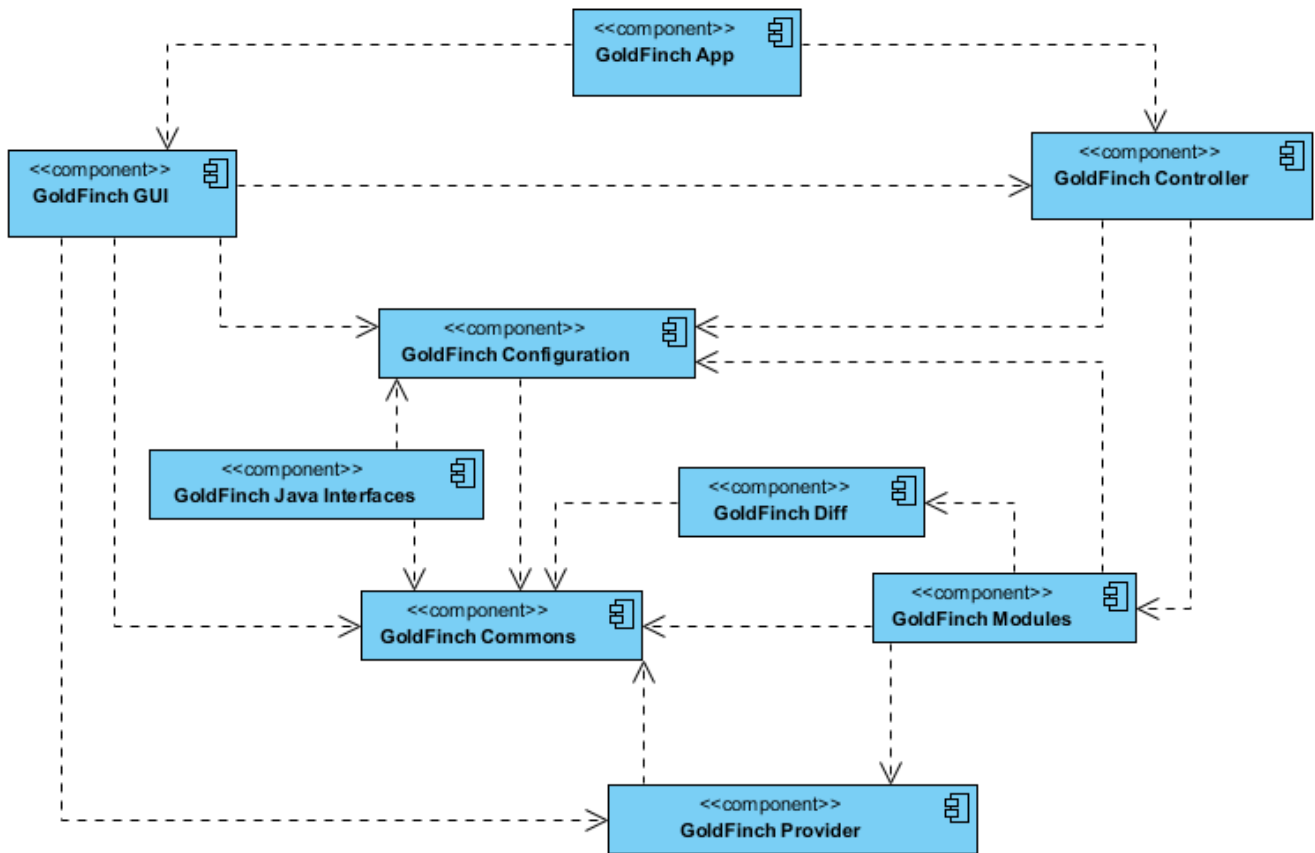 <<component>>
GoldFinch App
<<component>>
GoldFinch GUI
<<component>>
GoldFinch Controller
<<component>>
GoldFinch Configuration
<<component>>
GoldFinch Java Interfaces
<<component>>
GoldFinch Diff
<<component>>
GoldFinch Commons
<<component>>
GoldFinch Modules
<<component>>
GoldFinch Provider